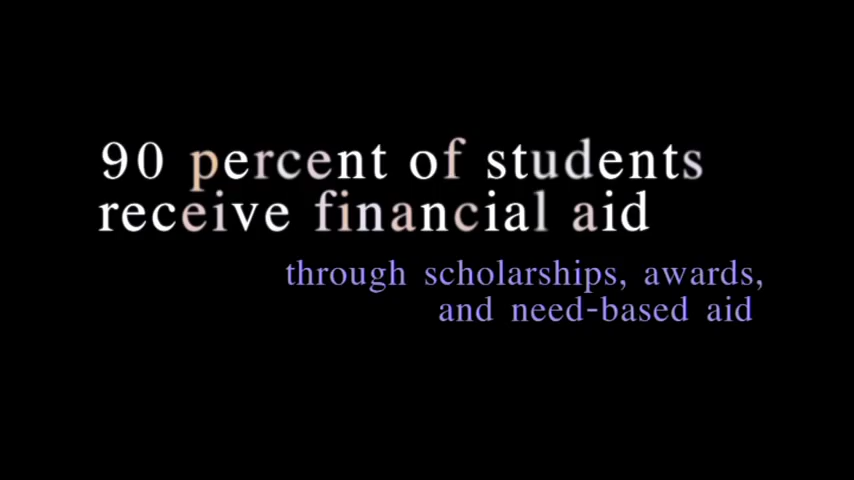 90 percent of students
receive financial aid
through scholarships, awards,
and need-based aid